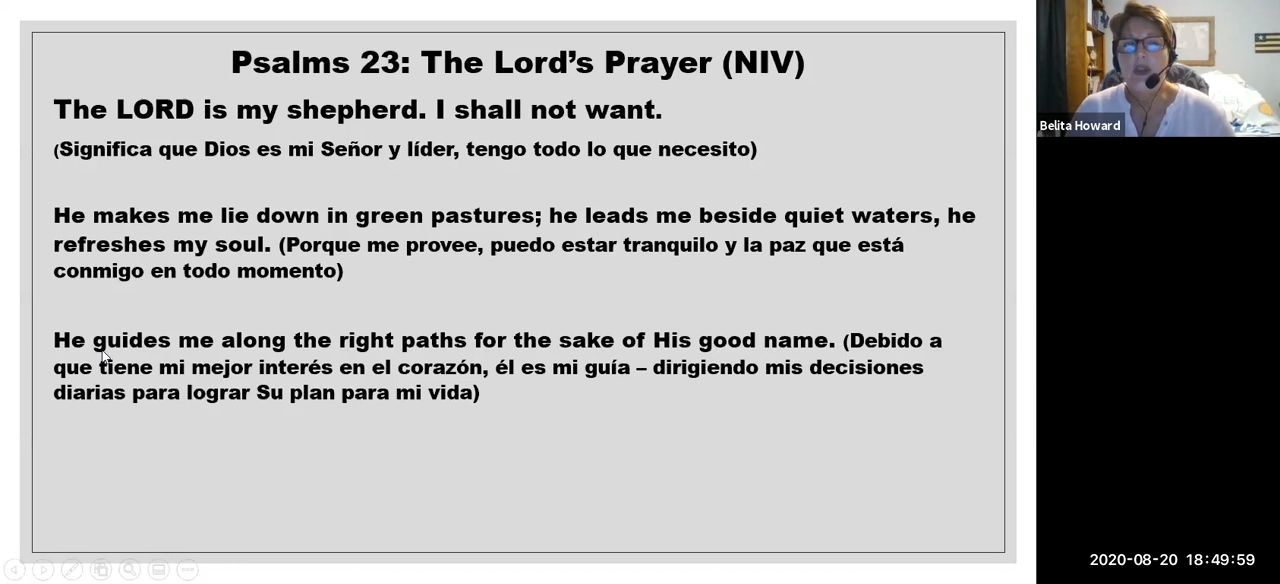 Psalms 23: The Lord’s Prayer (NIV)
The LORD is my shepherd. I shall not want.
(Significa que Dios es mi Señor y líder, tengo todo lo que necesito)
He makes me lie down in green pastures; he leads me beside quiet waters, he
refreshes my soul. (Porque me provee, puedo estar tranquilo y la paz que está
conmigo en todo momento)
He guides me along the right paths for the sake of His good name. (Debido a
que tiene mi mejor interés en el corazón, él es mi guía – dirigiendo mis decisiones
diarias para lograr Su plan para mi vida)
Belita Howard
2020-08-20 18:49:59